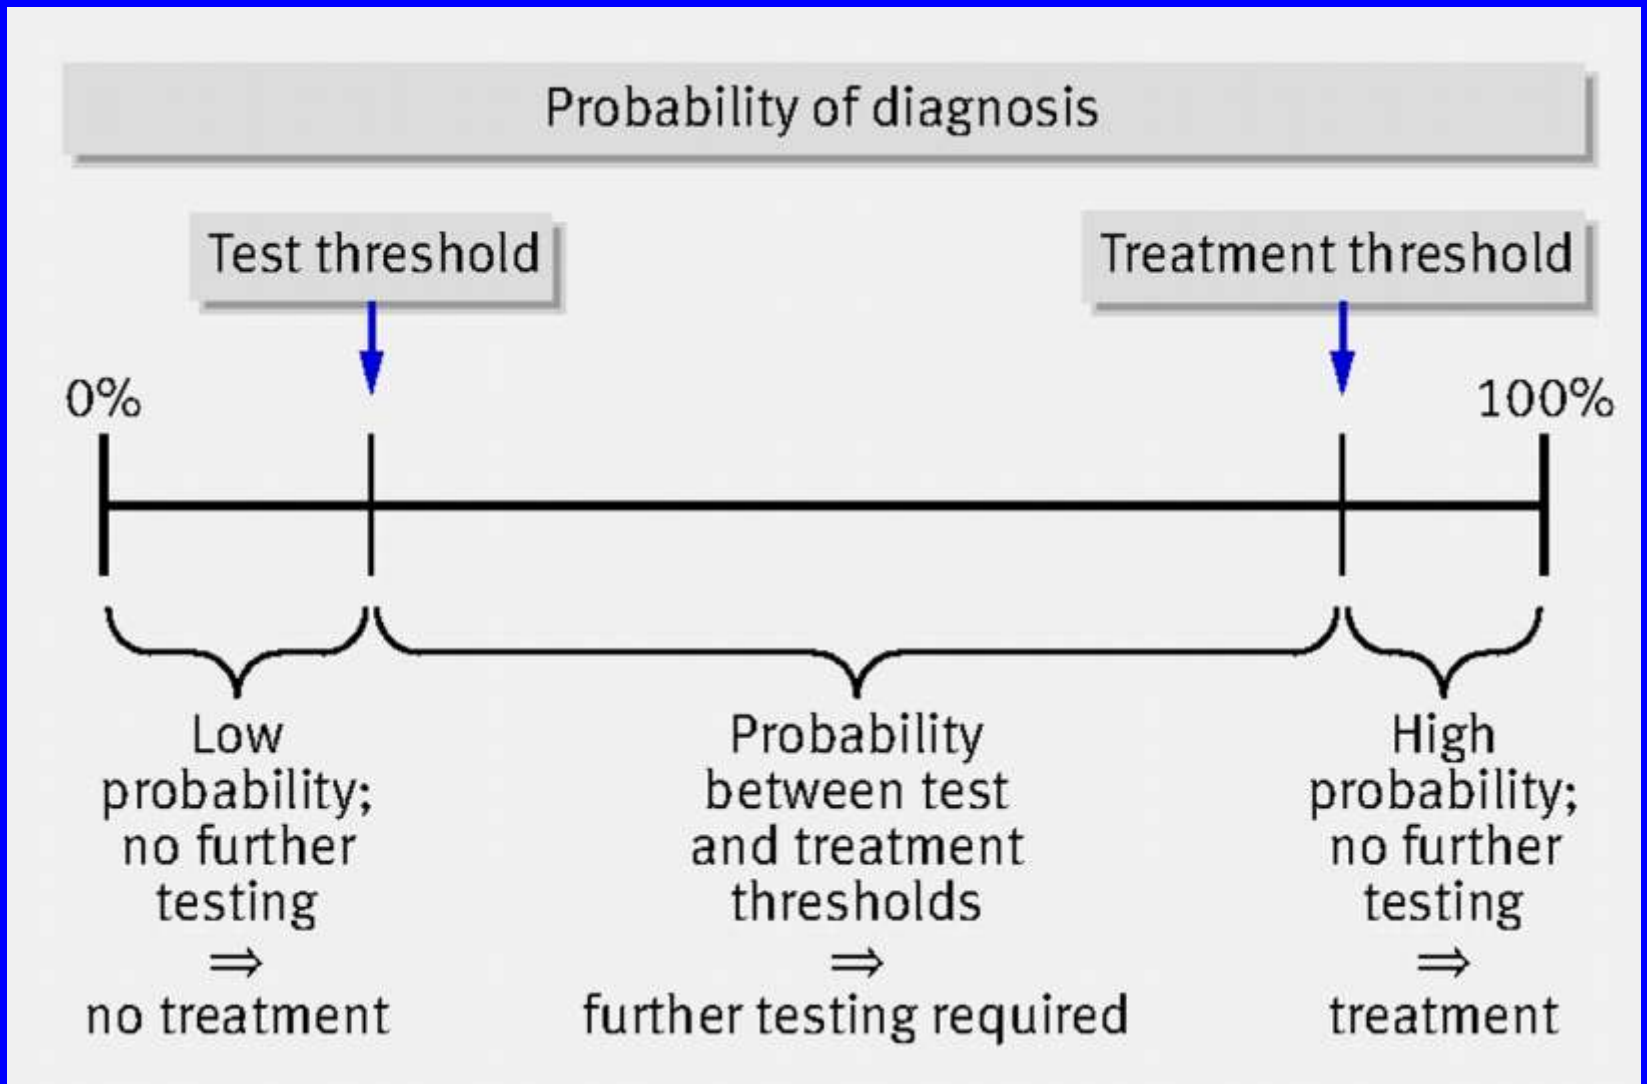 Probability of diagnosis
Test threshold
Treatment threshold
0%
100%
Low
probability;
no further
testing
⇒
no treatment
Probability
between test
and treatment
thresholds
⇒
further testing required
High
probability;
no further
testing
⇒
treatment